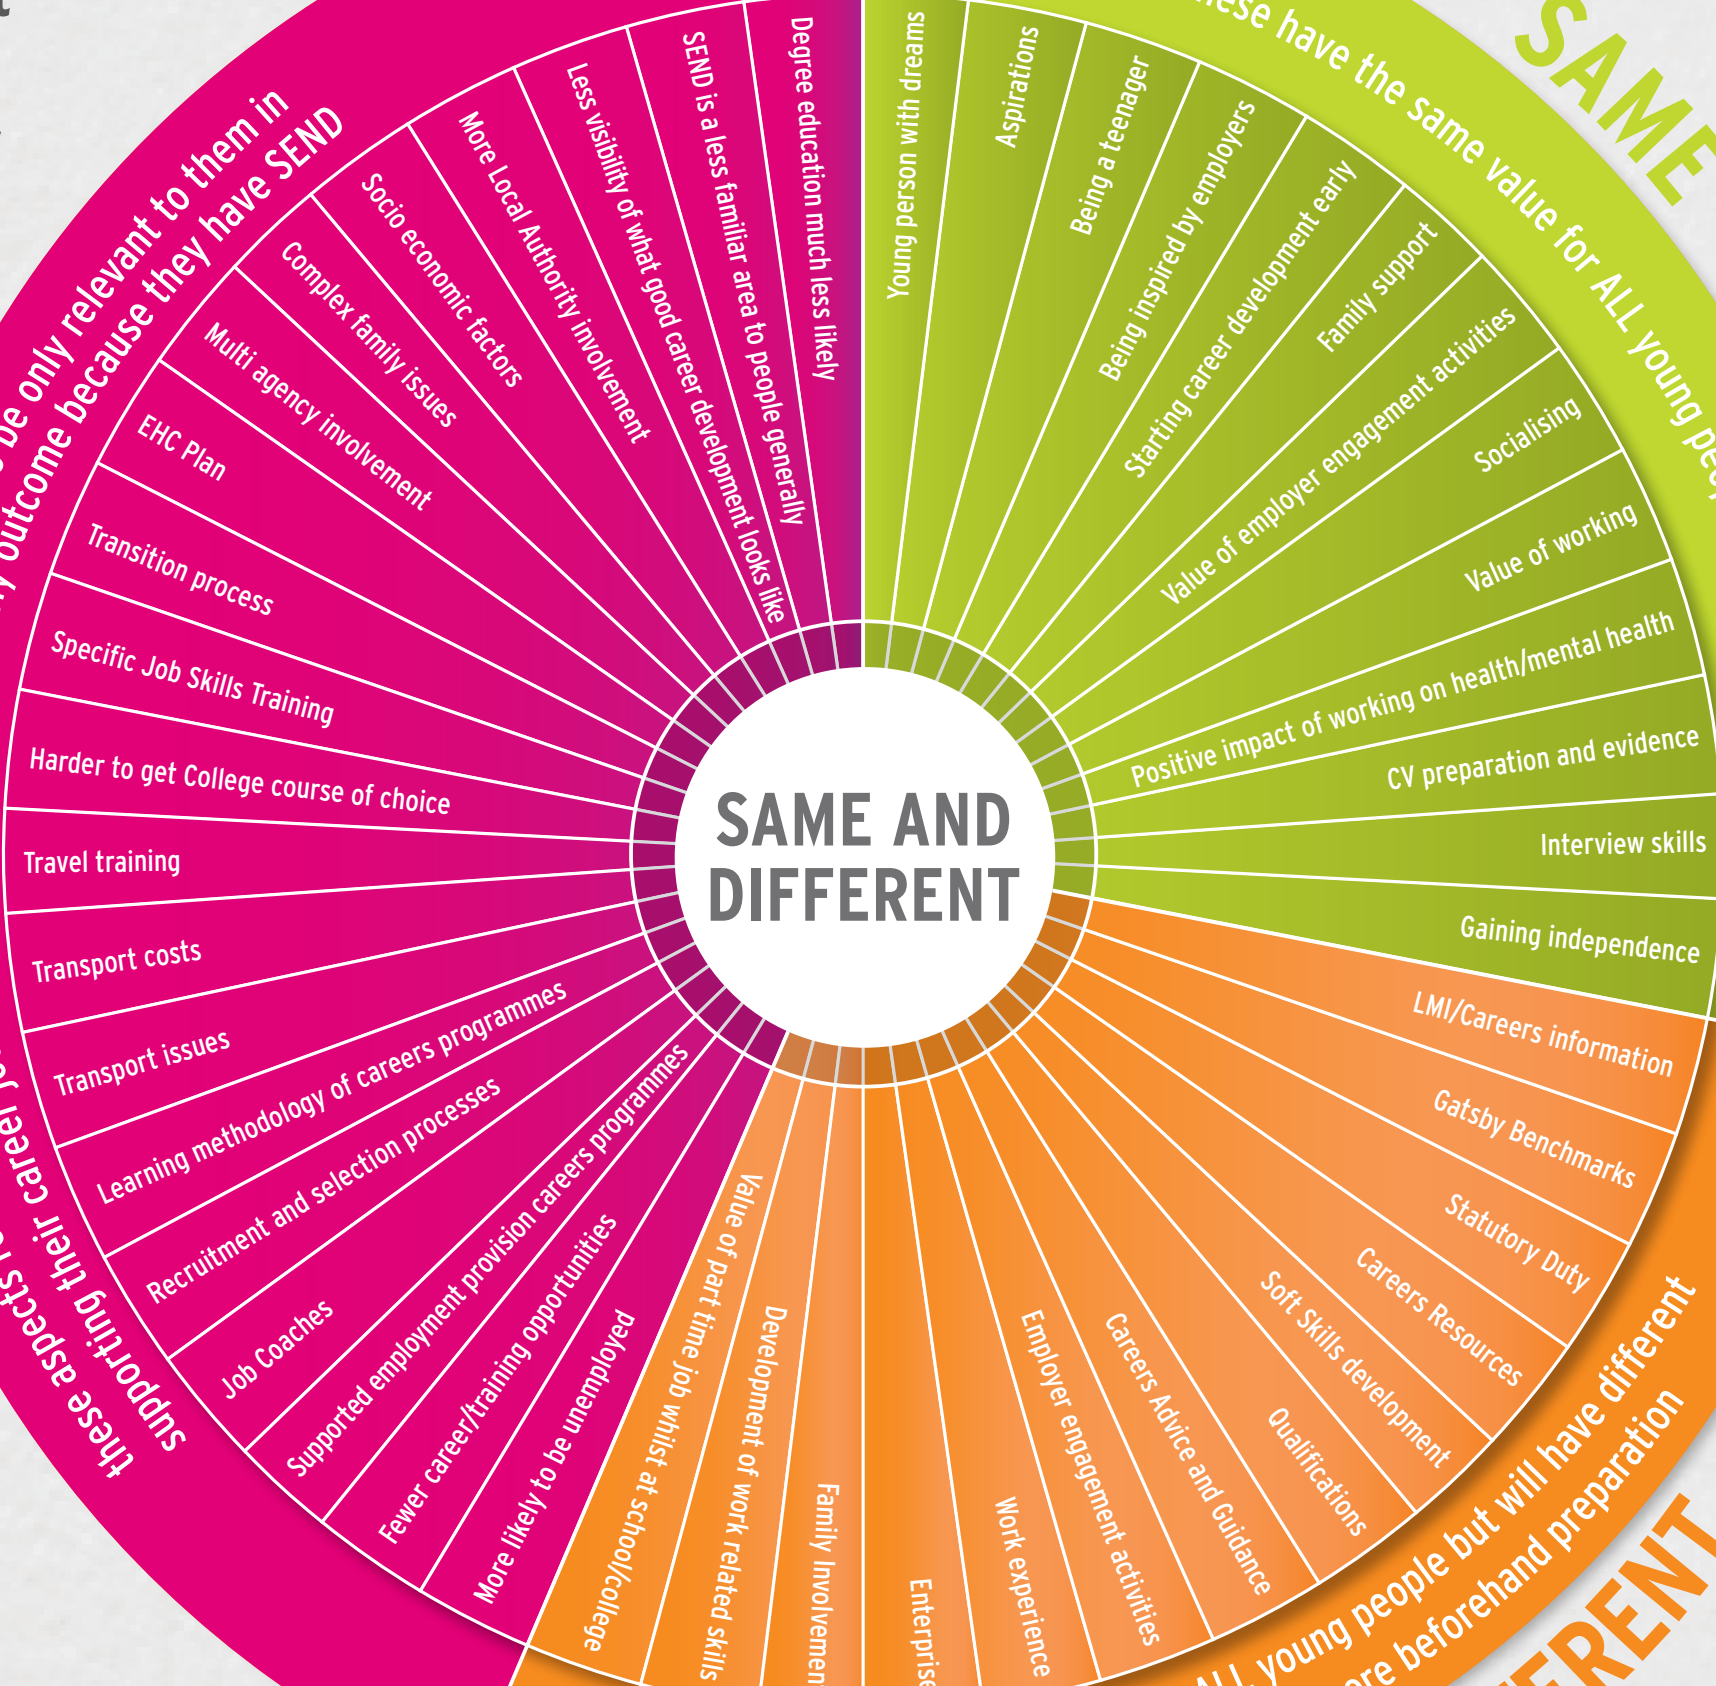 SAME AND
DIFFERENT
SAME
have the same value for ALL young
Young person with dreams
Aspirations
Being a teenager
Being inspired by employers
Starting career development early
Family support
Value of employer engagement activities
Socialising
Value of working
Positive impact of working on health/mental health
CV preparation and evidence
Interview skills
Gaining independence
LMI/Careers information
Gatsby Benchmarks
Statutory Duty
Careers Resources
Soft Skills development
Qualifications
Careers Advice and Guidance
Employer engagement activities
Work experience
Enterprise
Family Involvemen
Development of work related skills
Value of part time job whilst at school/college
ALL young people but will have different
beforehand preparation
ERENT
More likely to be unemployed
Fewer career/training opportunities
Supported employment provision careers programmes
Job Coaches
Recruitment and selection processes
Learning methodology of careers programmes
Transport issues
Transport costs
Travel training
Harder to get College course of choice
Specific Job Skills Training
Transition process
EHC Plan
Multi agency involvement
Complex family issues
Socio economic factors
More Local Authority involvement
Less visibility of what good career development looks like
SEND is a less familiar area to people generally
Degree education much less likely
be only relevant to them in
outcome because they have SEND
these aspects
supporting their career